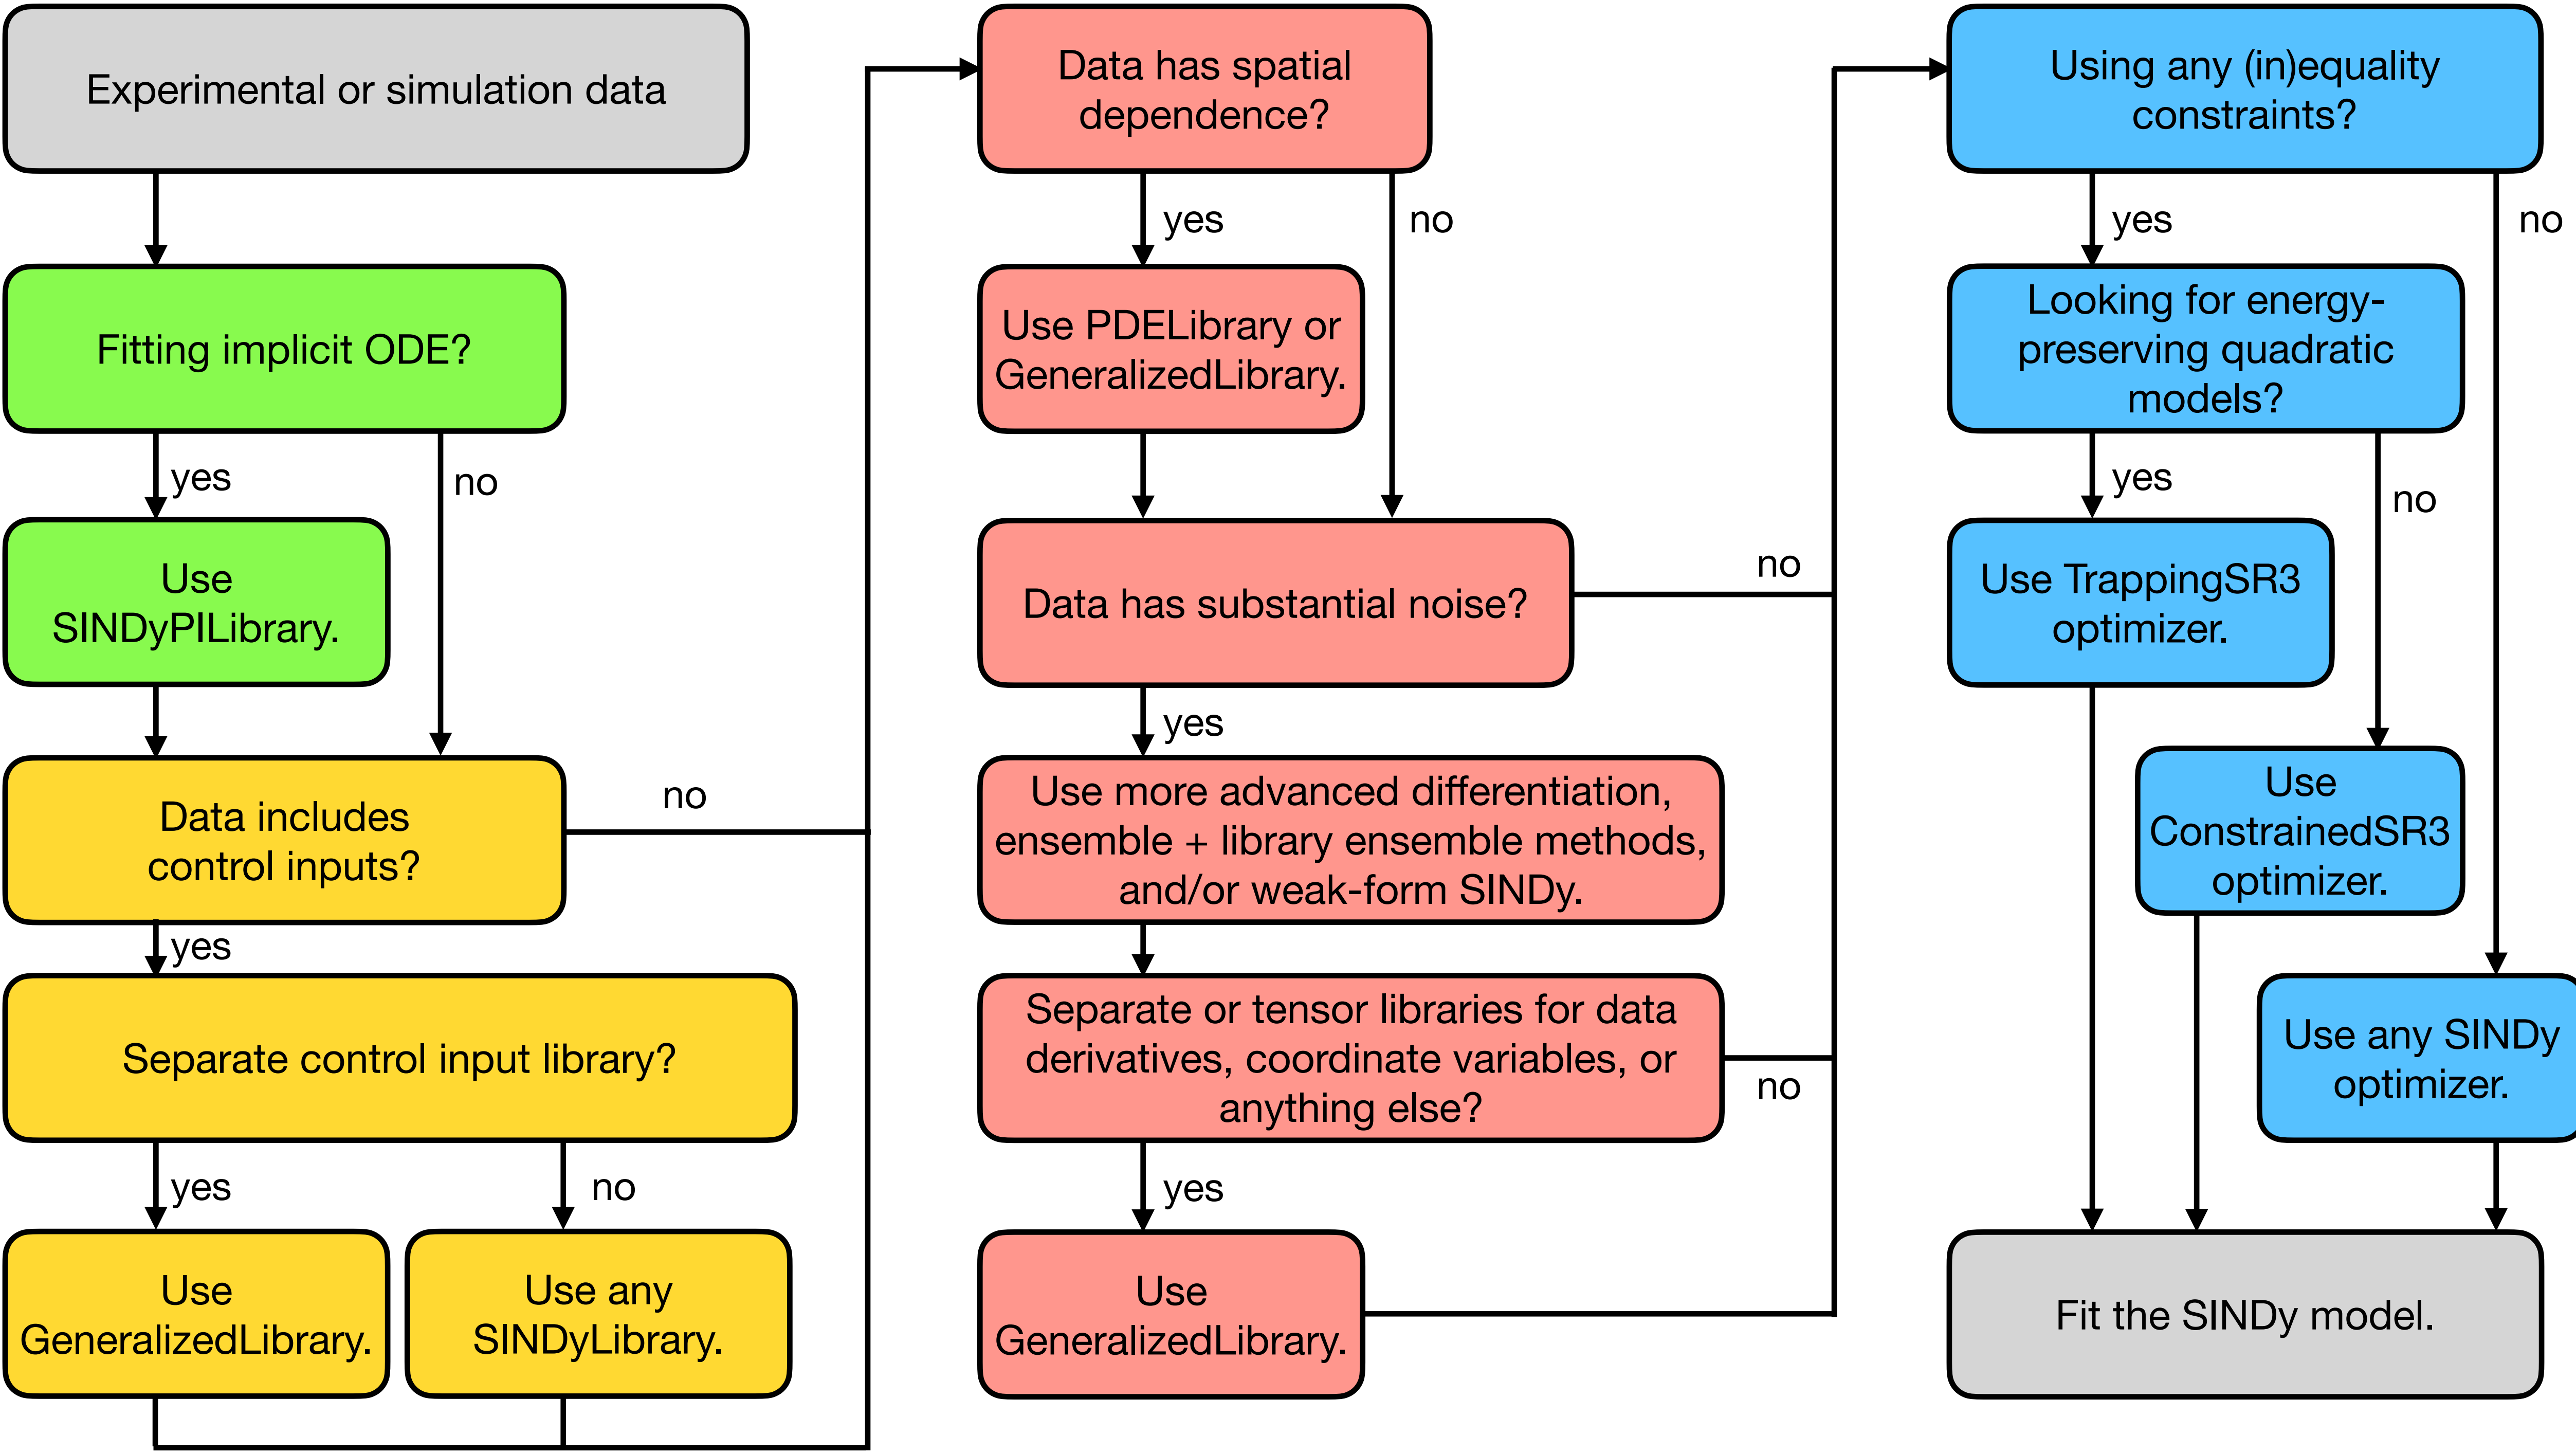 Experimental or simulation data
Fitting implicit ODE?
yes
no
Use
SINDyPILibrary.
Data includes
control inputs?
no
yes
Separate control input library?
yes
no
Use
GeneralizedLibrary.
Use any
SINDyLibrary.
Data has spatial
dependence?
yes
no
Use PDELibrary or
GeneralizedLibrary.
Data has substantial noise?
no
yes
Use more advanced differentiation,
ensemble + library ensemble methods,
and/or weak-form SINDy.
Separate or tensor libraries for data
derivatives, coordinate variables, or
anything else?
no
yes
Use
GeneralizedLibrary.
Using any (in)equality
constraints?
yes
no
Looking for energy-
preserving quadratic
models?
yes
no
Use TrappingSR3
optimizer.
Use
ConstrainedSR3
optimizer.
Use any SINDy
optimizer.
Fit the SINDy model.